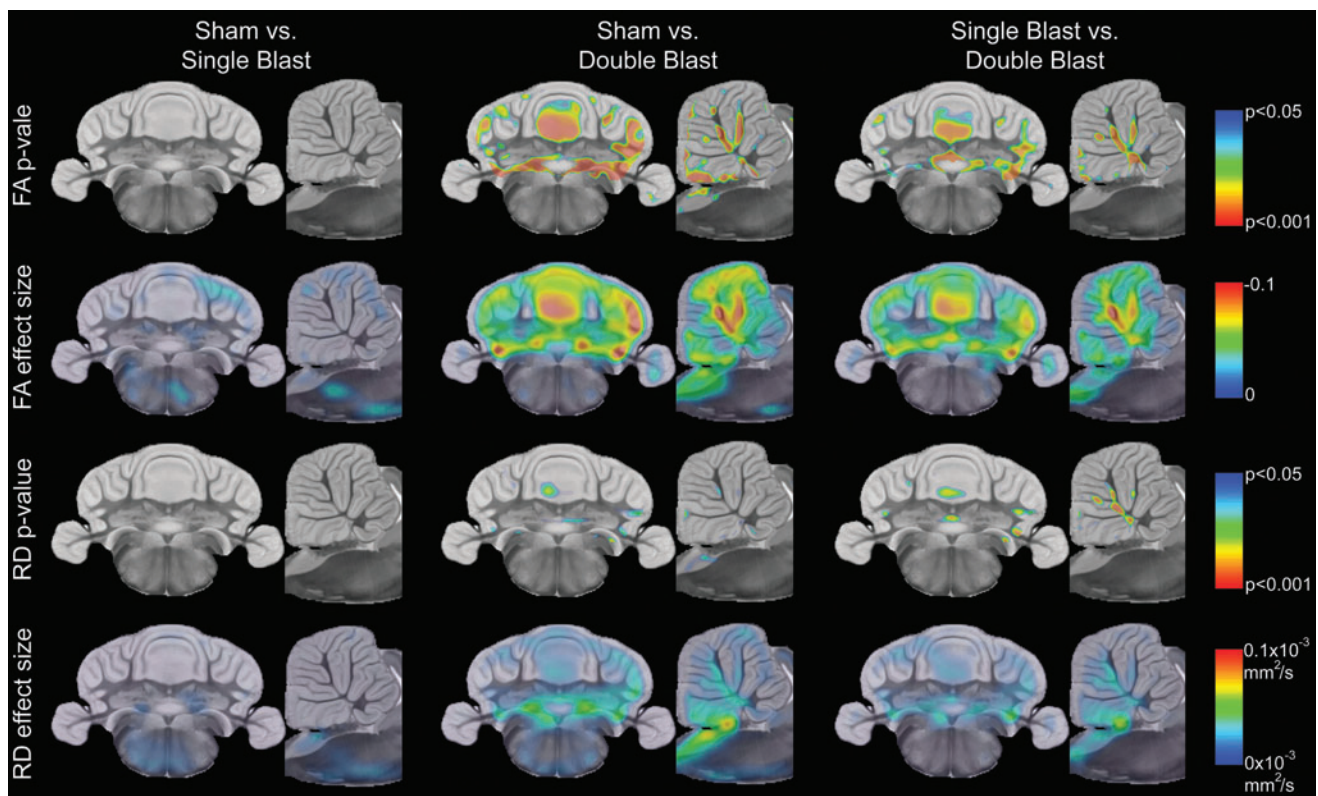 Sham vs.
Single Blast
Sham vs.
Double Blast
Single Blast vs.
Double Blast
FA p-vale
p<0.05
p<0.001
FA effect size
-0.1
0
RD p-value
p<0.05
p<0.001
RD effect size
0.1x10⁻³
mm²/s
0x10⁻³
mm²/s